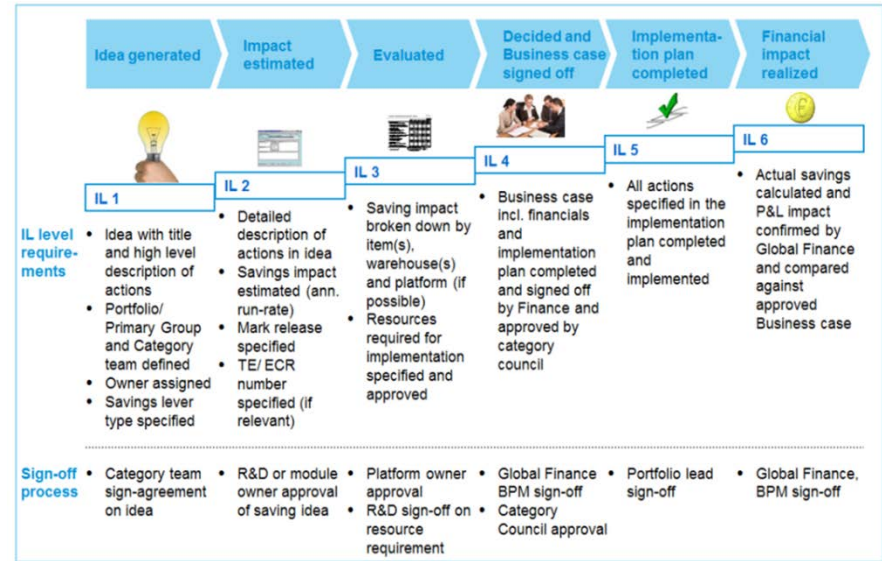 Idea generated
Impact
estimated
Evaluated
Decided and
Business case
signed off
Implementa-
tion plan
completed
Financial
impact
realized
IL 1
IL 2
IL 3
IL 4
IL 5
IL 6
IL level
require-
ments
• Idea with title
and high level
description of
actions
• Portfolio/
Primary Group
and Category
team defined
• Owner assigned
• Savings lever
type specified
• Detailed
description of
actions in idea
• Savings impact
estimated (ann.
run-rate)
• Mark release
specified
• TE/ ECR
number
specified (if
relevant)
• Saving impact
broken down by
item(s),
warehouse(s)
and platform (if
possible)
• Resources
required for
implementation
specified and
approved
• Business case
incl. financials
and
implementation
plan completed
and signed off
by Finance and
approved by
category
council
• All actions
specified in the
implementation
plan completed
and
implemented
• Actual savings
calculated and
P&L impact
confirmed by
Global Finance
and compared
against
approved
Business case
Sign-off
process
• Category team
sign-agreement
on idea
• R&D or module
owner approval
of saving idea
• Platform owner
approval
• R&D sign-off on
resource
requirement
• Global Finance
BPM sign-off
• Category
Council approval
• Portfolio lead
sign-off
• Global Finance,
BPM sign-off